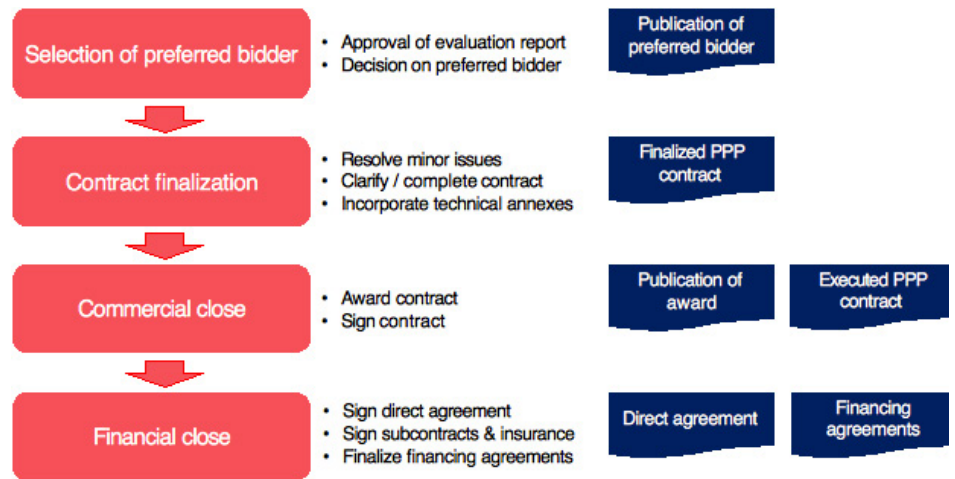 Selection of preferred bidder
• Approval of evaluation report
• Decision on preferred bidder
Publication of
preferred bidder
Contract finalization
• Resolve minor issues
• Clarify / complete contract
• Incorporate technical annexes
Finalized PPP
contract
Commercial close
• Award contract
• Sign contract
Publication of
award
Executed PPP
contract
Financial close
• Sign direct agreement
• Sign subcontracts & insurance
• Finalize financing agreements
Direct agreement
Financing
agreements